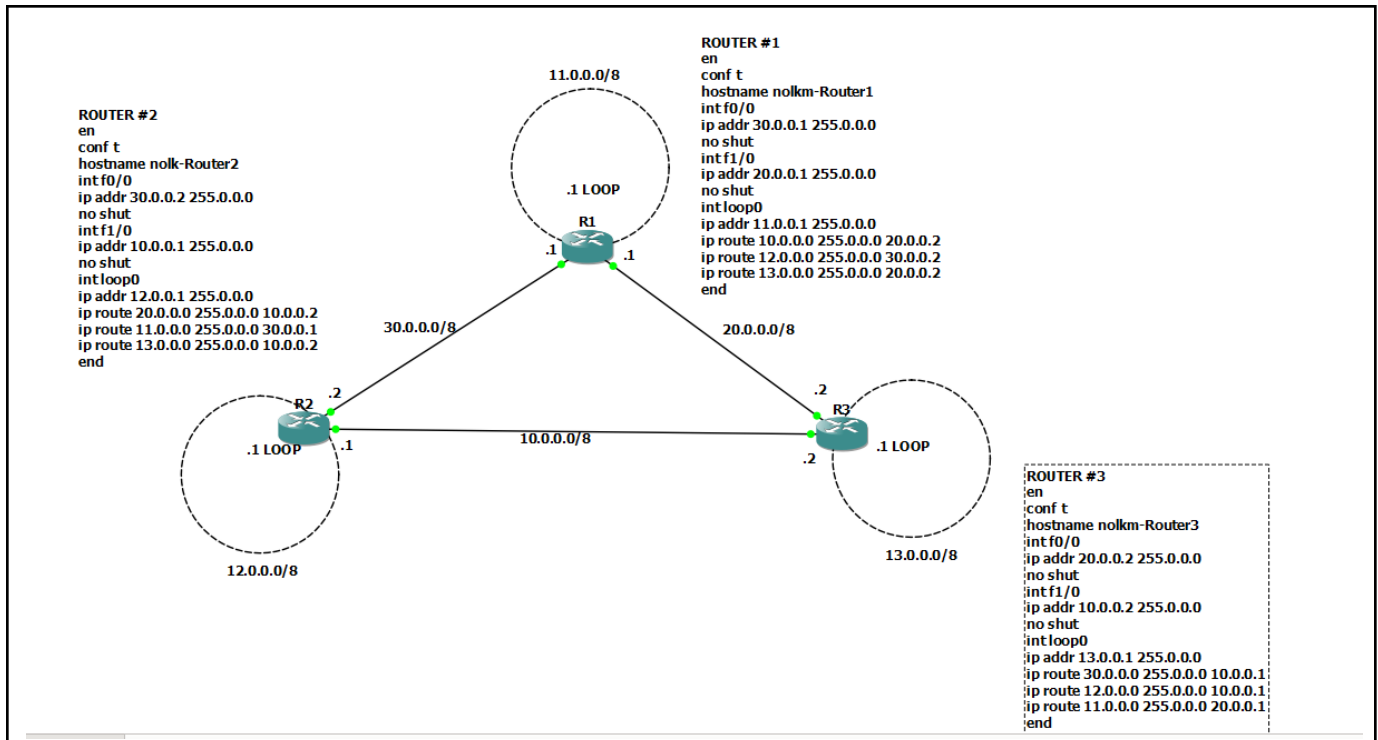 ROUTER #1
en
conf t
hostname nolkm-Router1
int f0/0
ip addr 30.0.0.1 255.0.0.0
no shut
int f1/0
ip addr 20.0.0.1 255.0.0.0
no shut
int loop0
ip addr 11.0.0.1 255.0.0.0
ip route 10.0.0.0 255.0.0.0 20.0.0.2
ip route 12.0.0.0 255.0.0.0 30.0.0.2
ip route 13.0.0.0 255.0.0.0 20.0.0.2
end
11.0.0.0/8
.1 LOOP
R1
.1
.1
ROUTER #2
en
conf t
hostname nolk-Router2
int f0/0
ip addr 30.0.0.2 255.0.0.0
no shut
int f1/0
ip addr 10.0.0.1 255.0.0.0
no shut
int loop0
ip addr 12.0.0.1 255.0.0.0
ip route 20.0.0.0 255.0.0.0 10.0.0.2
ip route 11.0.0.0 255.0.0.0 30.0.0.1
ip route 13.0.0.0 255.0.0.0 10.0.0.2
end
30.0.0.0/8
20.0.0.0/8
.2
R2
.1 LOOP
.1
10.0.0.0/8
.2
R3
.1 LOOP
.2
12.0.0.0/8
13.0.0.0/8
ROUTER #3
en
conf t
hostname nolkm-Router3
int f0/0
ip addr 20.0.0.2 255.0.0.0
no shut
int f1/0
ip addr 10.0.0.2 255.0.0.0
no shut
int loop0
ip addr 13.0.0.1 255.0.0.0
ip route 30.0.0.0 255.0.0.0 10.0.0.1
ip route 12.0.0.0 255.0.0.0 10.0.0.1
ip route 11.0.0.0 255.0.0.0 20.0.0.1
end